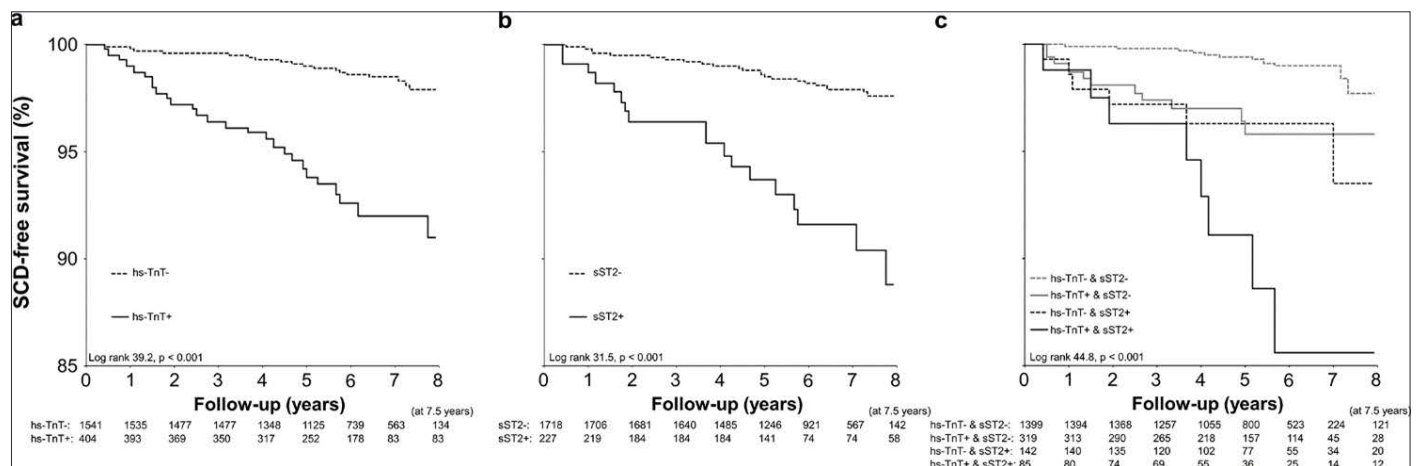 a
b
c
SCD-free survival (%)
100
95
90
85
hs-TnT-
hs-TnT+
Log rank 39.2, p < 0.001
0 1 2 3 4 5 6 7 8
Follow-up (years)
(at 7.5 years)
hs-TnT-: 1541 1535 1477 1477 1348 1125 739 563 134
hs-TnT+: 404 393 369 350 317 252 178 83 83
sST2-
sST2+
Log rank 31.5, p < 0.001
0 1 2 3 4 5 6 7 8
Follow-up (years)
(at 7.5 years)
sST2-: 1718 1706 1681 1640 1485 1246 921 567 142
sST2+: 227 219 184 184 184 141 74 74 58
hs-TnT- & sST2-
hs-TnT+ & sST2-
hs-TnT- & sST2+
hs-TnT+ & sST2+
Log rank 44.8, p < 0.001
0 1 2 3 4 5 6 7 8
Follow-up (years)
(at 7.5 years)
hs-TnT- & sST2-: 1399 1394 1368 1257 1055 800 523 224 121
hs-TnT+ & sST2-: 319 313 290 265 218 157 114 45 28
hs-TnT- & sST2+: 142 140 135 120 102 77 55 34 20
hs-TnT+ & sST2+: 85 80 74 69 55 36 25 14 12